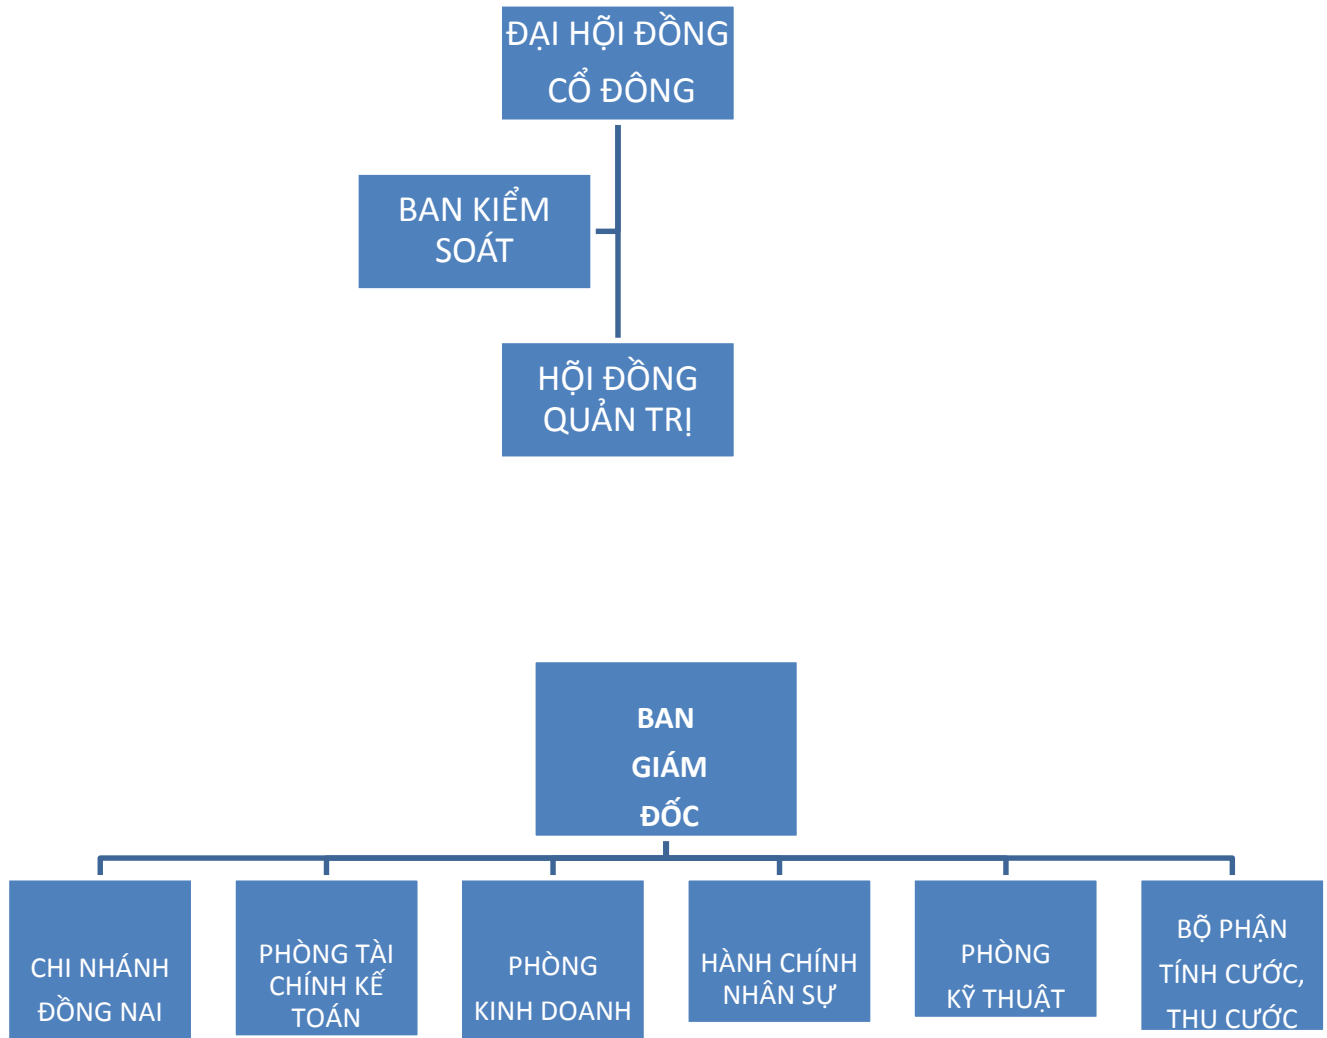 ĐẠI HỘI ĐỒNG
CỔ ĐÔNG
BAN KIỂM
SOÁT
HỘI ĐỒNG
QUẢN TRỊ
BAN
GIÁM
ĐỐC
CHI NHÁNH
ĐỒNG NAI
PHÒNG TÀI
CHÍNH KẾ
TOÁN
PHÒNG
KINH DOANH
HÀNH CHÍNH
NHÂN SỰ
PHÒNG
KỸ THUẬT
BỘ PHẬN
TÍNH CƯỚC,
THU CƯỚC